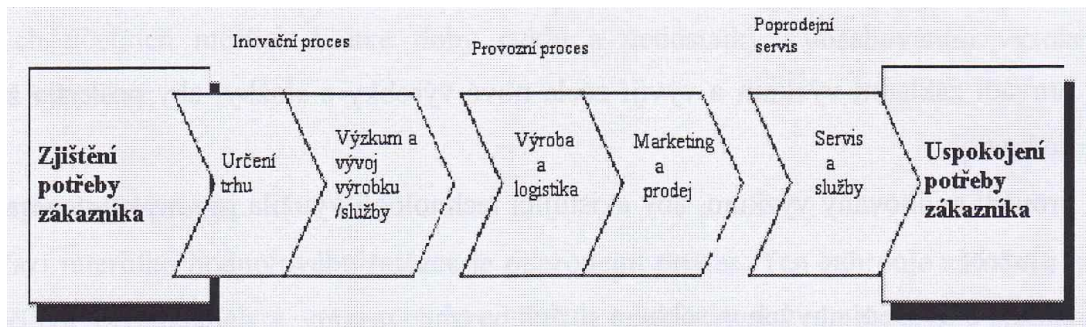 Inovační proces
Provozní proces
Poprodejní
servis
Zjištění
potřeby
zákazníka
Určení
trhu
Výzkum a
vývoj
výrobku
/služby
Výroba
a
logistika
Marketing
a
prodej
Servis
a
služby
Uspokojení
potřeby
zákazníka